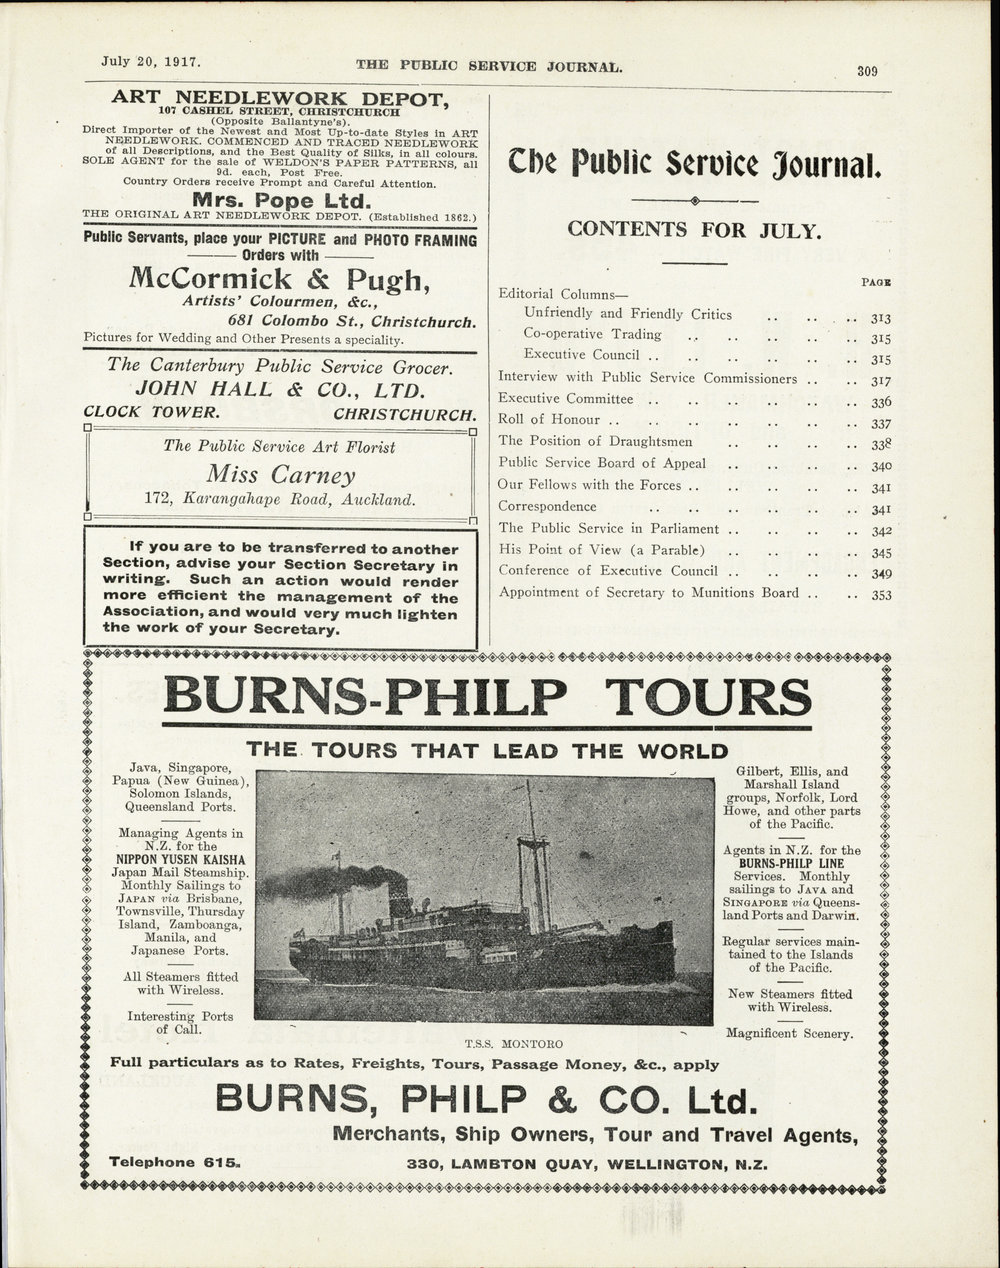 July 20, 1917.
THE PUBLIC SERVICE JOURNAL.
309
ART NEEDLEWORK DEPOT,
107 CASHEL STREET, CHRISTCHURCH
(Opposite Ballantyne's).
Direct Importer of the Newest and Most Up-to-date Styles in ART
NEEDLEWORK. COMMENCED AND TRACED NEEDLEWORK
of all Descriptions, and the Best Quality of Silks, in all colours.
SOLE AGENT for the sale of WELDON'S PAPER PATTERNS, all
9d. each, Post Free.
Country Orders receive Prompt and Careful Attention.
Mrs. Pope Ltd.
THE ORIGINAL ART NEEDLEWORK DEPOT. (Established 1862.)
Public Servants, place your PICTURE and PHOTO FRAMING
Orders with
McCormick & Pugh,
Artists' Colourmen, &c.,
681 Colombo St., Christchurch.
Pictures for Wedding and Other Presents a speciality.
The Canterbury Public Service Grocer.
JOHN HALL & CO., LTD.
CLOCK TOWER. CHRISTCHURCH.
The Public Service Art Florist
Miss Carney
172, Karangahape Road, Auckland.
If you are to be transferred to another
Section, advise your Section Secretary in
writing. Such an action would render
more efficient the management of the
Association, and would very much lighten
the work of your Secretary.
The Public Service Journal.
CONTENTS FOR JULY.
PAGE
Editorial Columns—
Unfriendly and Friendly Critics .. .. .. 313
Co-operative Trading .. .. .. .. .. 315
Executive Council .. .. .. .. .. .. 315
Interview with Public Service Commissioners .. .. 317
Executive Committee .. .. .. .. .. .. 336
Roll of Honour .. .. .. .. .. .. .. 337
The Position of Draughtsmen .. .. .. .. 338
Public Service Board of Appeal .. .. .. .. 340
Our Fellows with the Forces .. .. .. .. .. 341
Correspondence .. .. .. .. .. .. 341
The Public Service in Parliament .. .. .. .. 342
His Point of View (a Parable) .. .. .. .. 345
Conference of Executive Council .. .. .. .. 349
Appointment of Secretary to Munitions Board .. .. 353
BURNS-PHILP TOURS
THE TOURS THAT LEAD THE WORLD
Java, Singapore,
Papua (New Guinea),
Solomon Islands,
Queensland Ports.
Managing Agents in
N.Z. for the
NIPPON YUSEN KAISHA
Japan Mail Steamship.
Monthly Sailings to
JAPAN via Brisbane,
Townsville, Thursday
Island, Zamboanga,
Manila, and
Japanese Ports.
All Steamers fitted
with Wireless.
Interesting Ports
of Call.
Gilbert, Ellis, and
Marshall Island
groups, Norfolk, Lord
Howe, and other parts
of the Pacific.
Agents in N.Z. for the
BURNS-PHILP LINE
Services. Monthly
sailings to JAVA and
SINGAPORE via Queens-
land Ports and Darwin.
Regular services main-
tained to the Islands
of the Pacific.
New Steamers fitted
with Wireless.
Magnificent Scenery.
T.S.S. MONTORO
Full particulars as to Rates, Freights, Tours, Passage Money, &c., apply
BURNS, PHILP & CO. Ltd.
Merchants, Ship Owners, Tour and Travel Agents,
Telephone 615. 330, LAMBTON QUAY, WELLINGTON, N.Z.